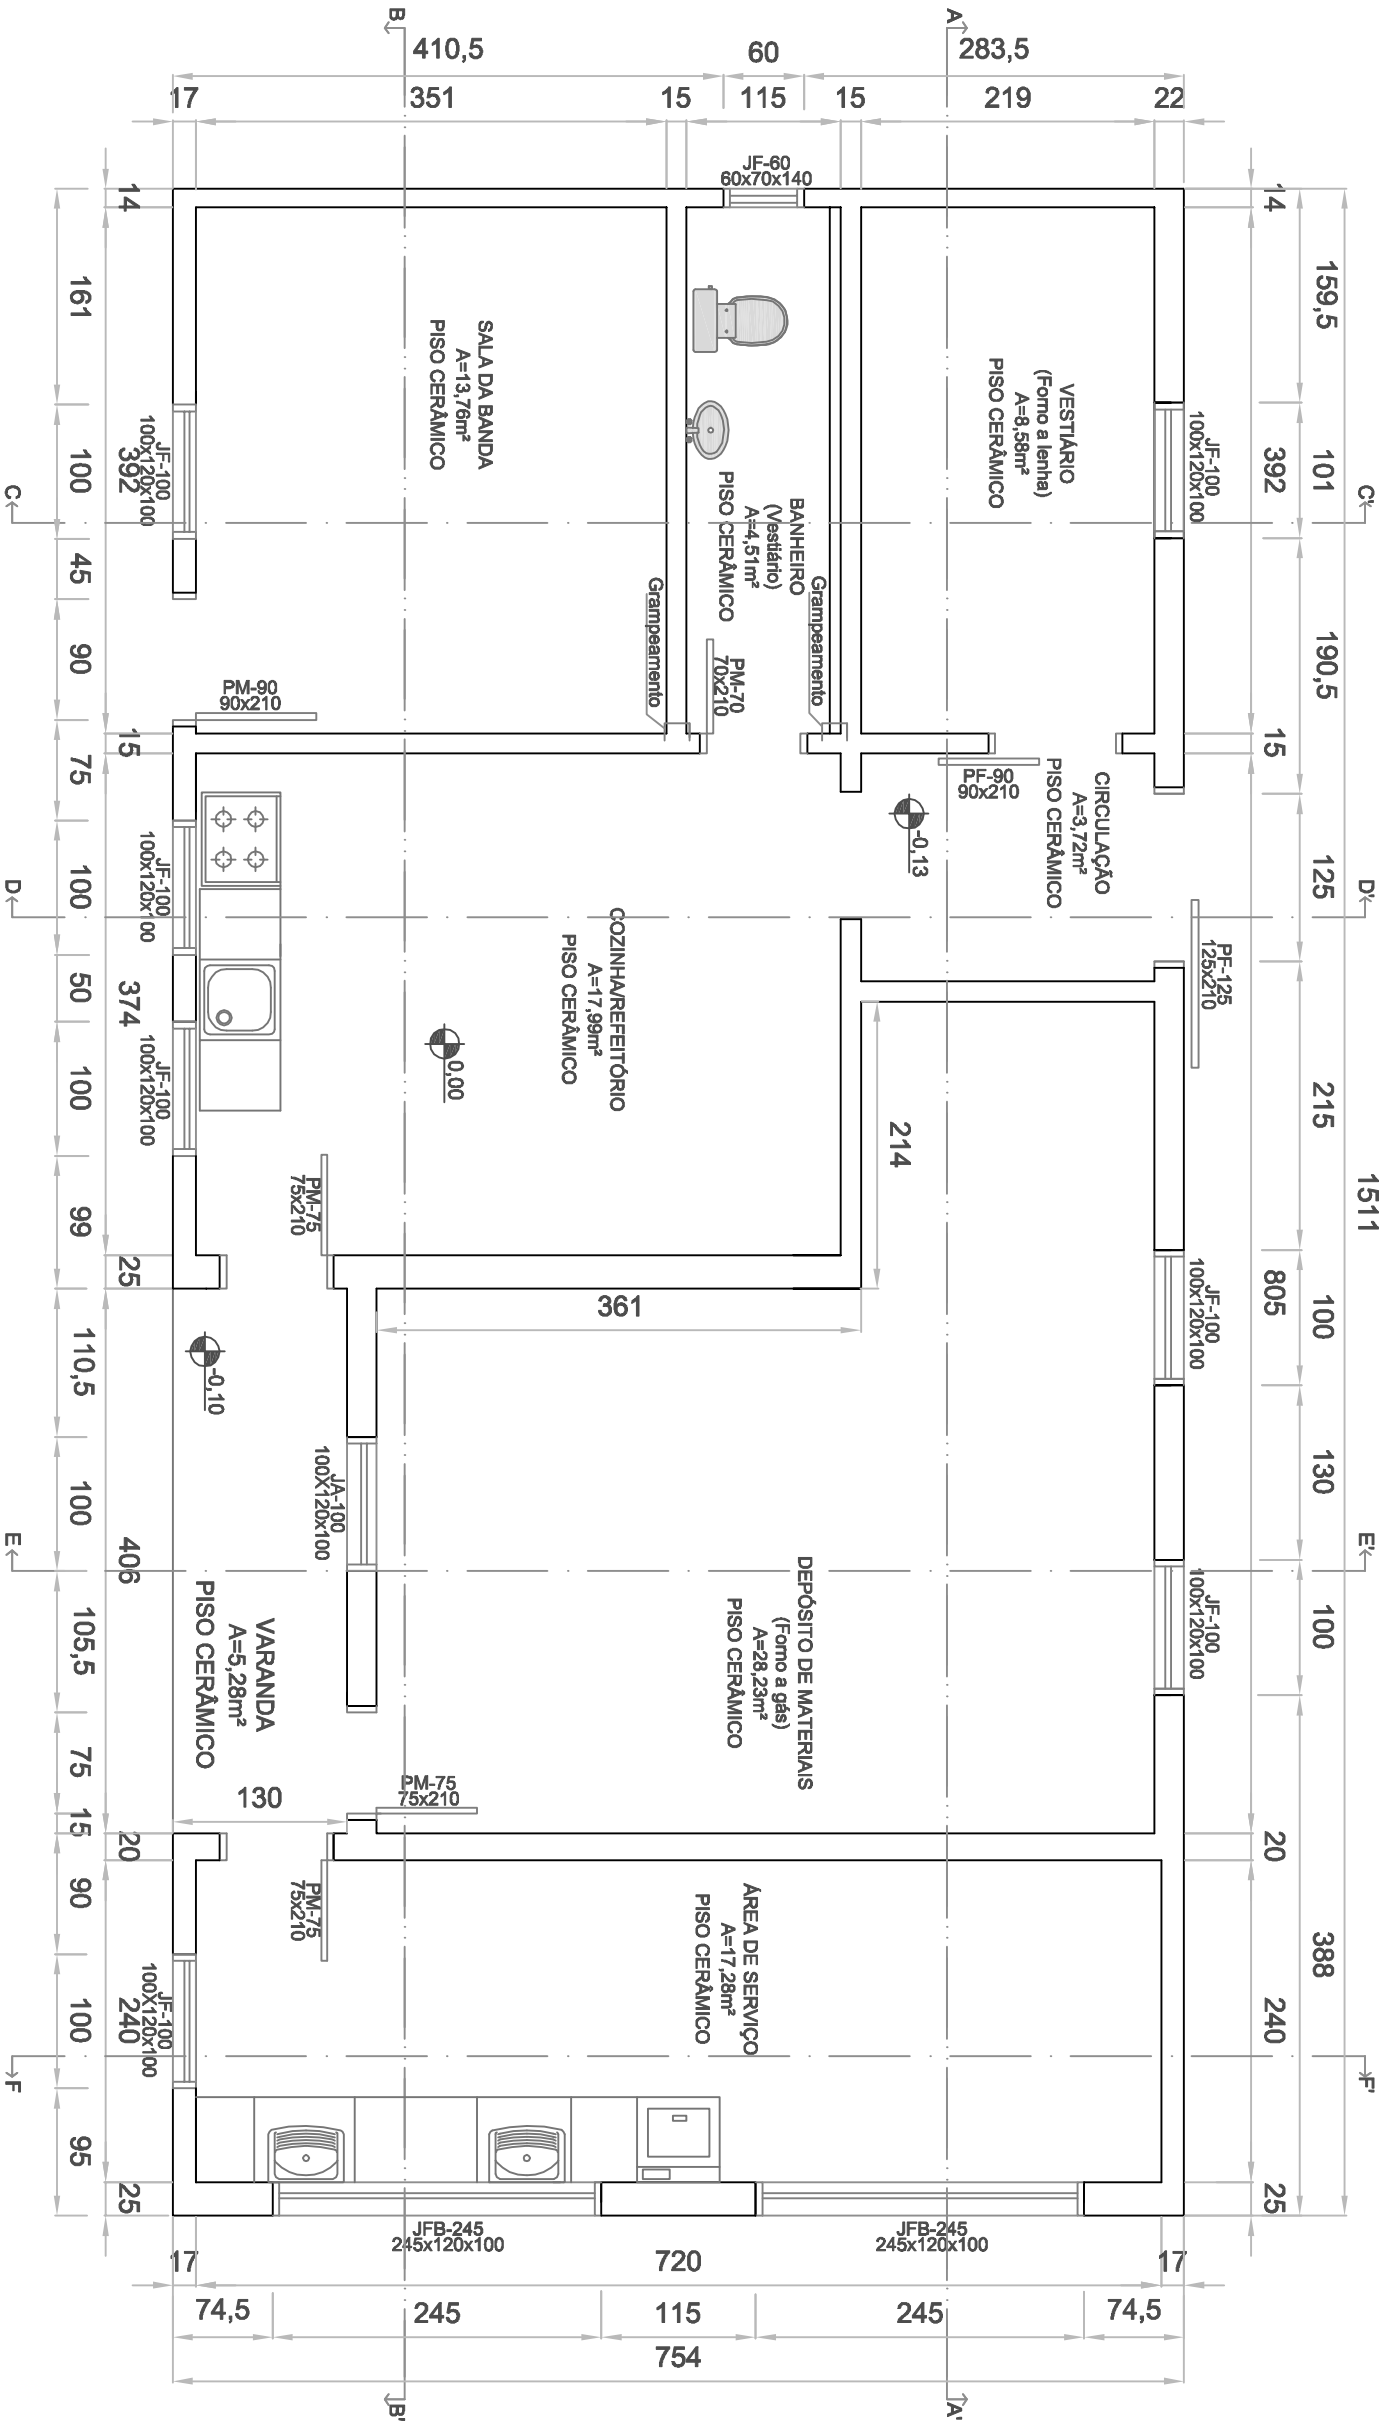 B
A
410,5
60
283,5
17
351
15
115
15
219
22
JF-60
60x70x140
14
161
100
45
90
75
100
50
100
99
110,5
100
105,5
75
15
90
100
95
14
392
15
374
25
406
20
240
25
14
392
15
805
20
240
25
159,5
101
190,5
125
215
100
130
100
388
1511
C
C'
D
D'
E
E'
F
F'
SALA DA BANDA
A=13,76m²
PISO CERÂMICO
VESTIÁRIO
(Forno a lenha)
A=8,58m²
PISO CERÂMICO
BANHEIRO
(Vestiário)
A=4,51m²
PISO CERÂMICO
Grampeamento
Grampeamento
JF-100
100x120x100
JF-100
100x120x100
PM-90
90x210
PM-70
70x210
PF-90
90x210
CIRCULAÇÃO
A=3,72m²
PISO CERÂMICO
-0,13
PF-125
125x210
JF-100
100x120x100
JF-100
100x120x100
COZINHA/REFEITÓRIO
A=17,99m²
PISO CERÂMICO
0,00
PM-75
75x210
214
361
-0,10
JA-100
100X120x100
JF-100
100x120x100
JF-100
100x120x100
DEPÓSITO DE MATERIAIS
(Forno a gás)
A=28,23m²
PISO CERÂMICO
VARANDA
A=5,28m²
PISO CERÂMICO
130
PM-75
75x210
PM-75
75x210
ÁREA DE SERVIÇO
A=17,28m²
PISO CERÂMICO
JF-100
100X120x100
JFB-245
245x120x100
JFB-245
245x120x100
17
720
17
74,5
245
115
245
74,5
754
B'
A'